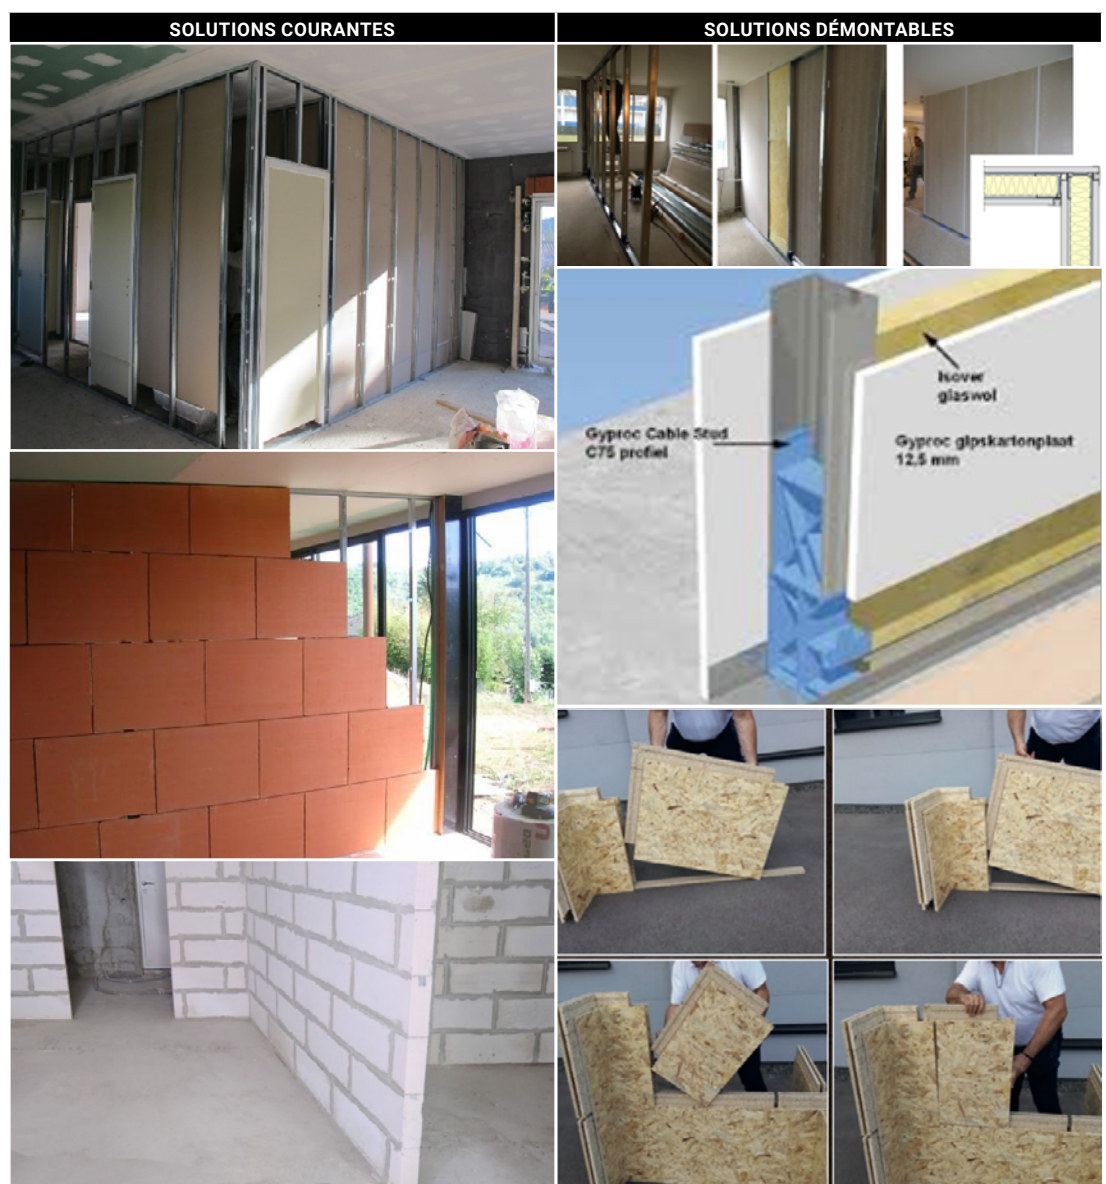 SOLUTIONS COURANTES
SOLUTIONS DÉMONTABLES
Isover
glaswol
Gyproc Cable Stud
C75 profiel
Gyproc gipskartonplaat
12,5 mm